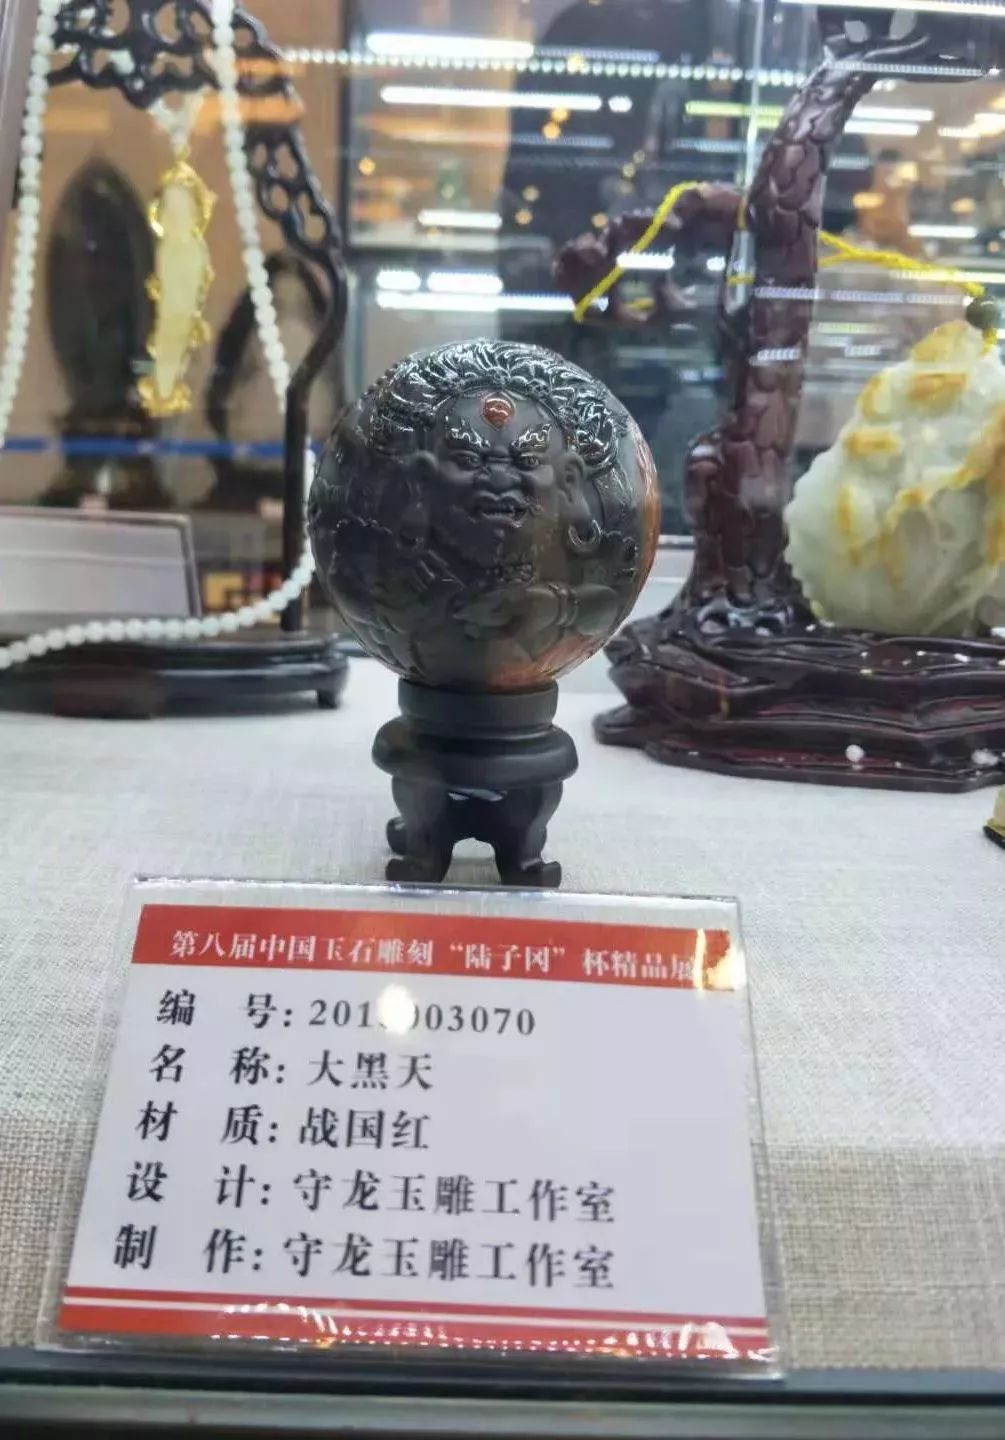 第八届中国玉石雕刻“陆子冈”杯精品展
编 号:
名 称: 大黑天
材 质: 战国红
设 计: 守龙玉雕工作室
制 作: 守龙玉雕工作室